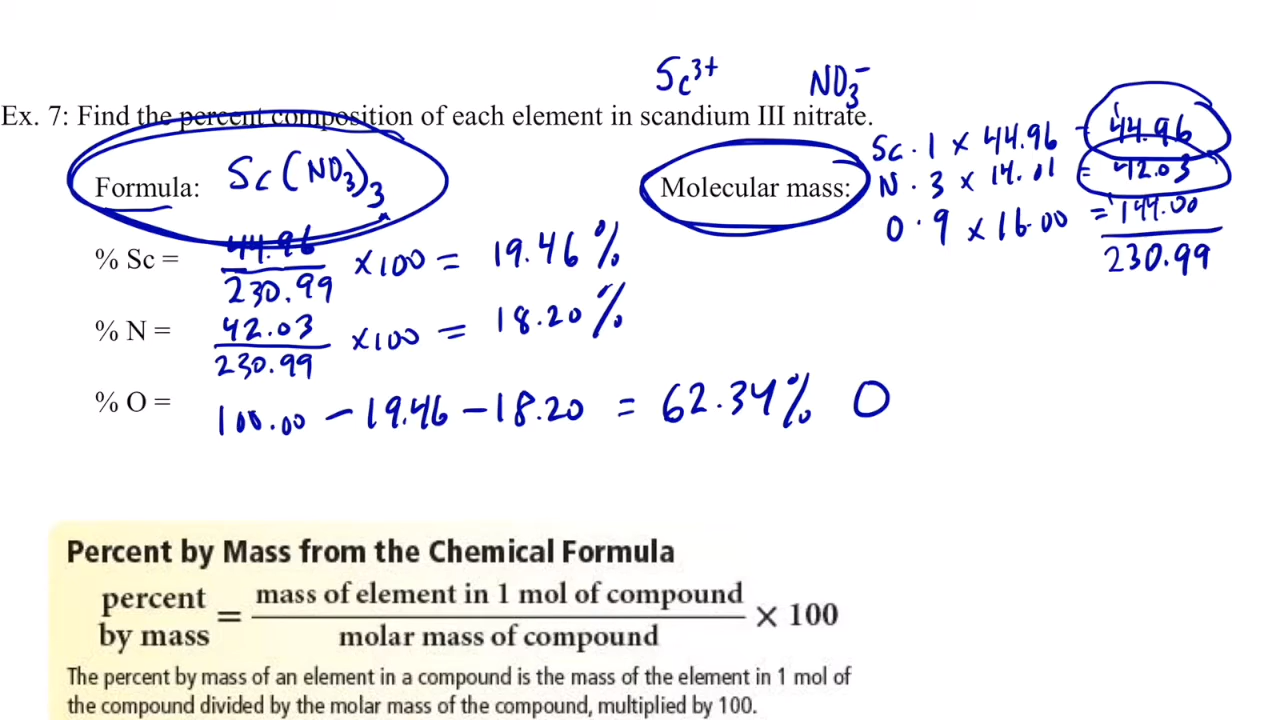 Sc³⁺ NO₃⁻
Ex. 7: Find the percent composition of each element in scandium III nitrate.
Formula: Sc(NO₃)₃
Molecular mass: Sc · 1 × 44.96 = 44.96
N · 3 × 14.01 = 42.03
O · 9 × 16.00 = 144.00
230.99
% Sc = 44.96 / 230.99 × 100 = 19.46 %
% N = 42.03 / 230.99 × 100 = 18.20 %
% O = 100.00 − 19.46 − 18.20 = 62.34 % O
Percent by Mass from the Chemical Formula
percent by mass = mass of element in 1 mol of compound / molar mass of compound × 100
The percent by mass of an element in a compound is the mass of the element in 1 mol of
the compound divided by the molar mass of the compound, multiplied by 100.